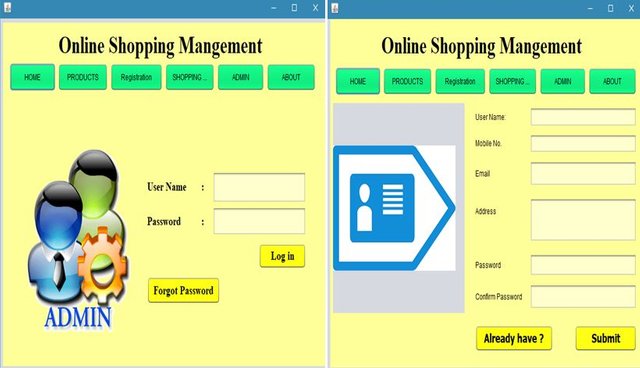 Online Shopping Mangement
HOME PRODUCTS Registration SHOPPING ... ADMIN ABOUT
User Name :
Password :
Log in
Forgot Password
ADMIN
Online Shopping Mangement
HOME PRODUCTS Registration SHOPPING ... ADMIN ABOUT
User Name:
Mobile No.
Email
Address
Password
Confirm Password
Already have ? Submit